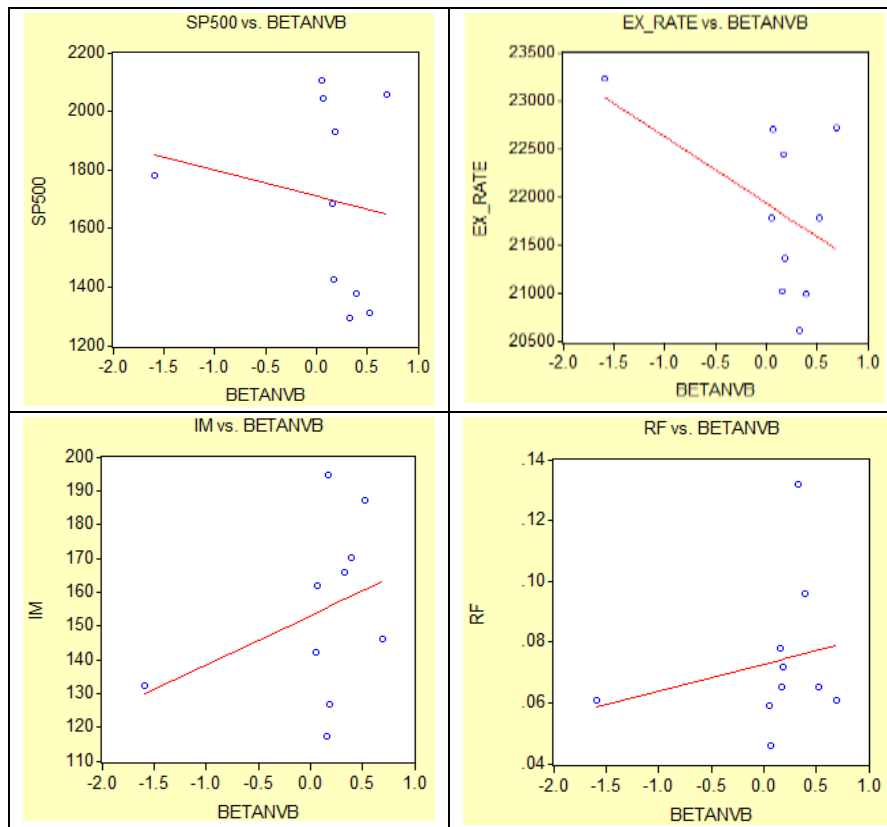 SP500 vs. BETANVB
2200
2000
1800
1600
1400
1200
SP500
-2.0 -1.5 -1.0 -0.5 0.0 0.5 1.0
BETANVB
EX_RATE vs. BETANVB
23500
23000
22500
22000
21500
21000
20500
EX_RATE
-2.0 -1.5 -1.0 -0.5 0.0 0.5 1.0
BETANVB
IM vs. BETANVB
200
190
180
170
160
150
140
130
120
110
IM
-2.0 -1.5 -1.0 -0.5 0.0 0.5 1.0
BETANVB
RF vs. BETANVB
.14
.12
.10
.08
.06
.04
RF
-2.0 -1.5 -1.0 -0.5 0.0 0.5 1.0
BETANVB